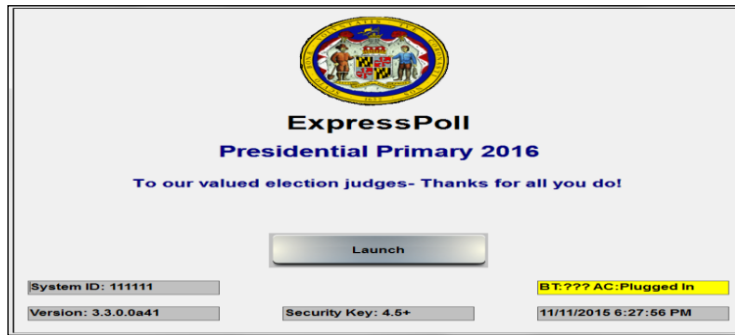 ExpressPoll
Presidential Primary 2016
To our valued election judges- Thanks for all you do!
Launch
System ID: 111111
BT:??? AC:Plugged In
Version: 3.3.0.0a41
Security Key: 4.5+
11/11/2015 6:27:56 PM